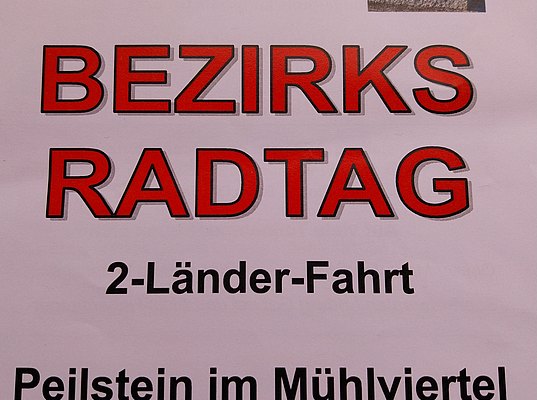 BEZIRKS
RADTAG
2-Länder-Fahrt
Peilstein im Mühlviertel